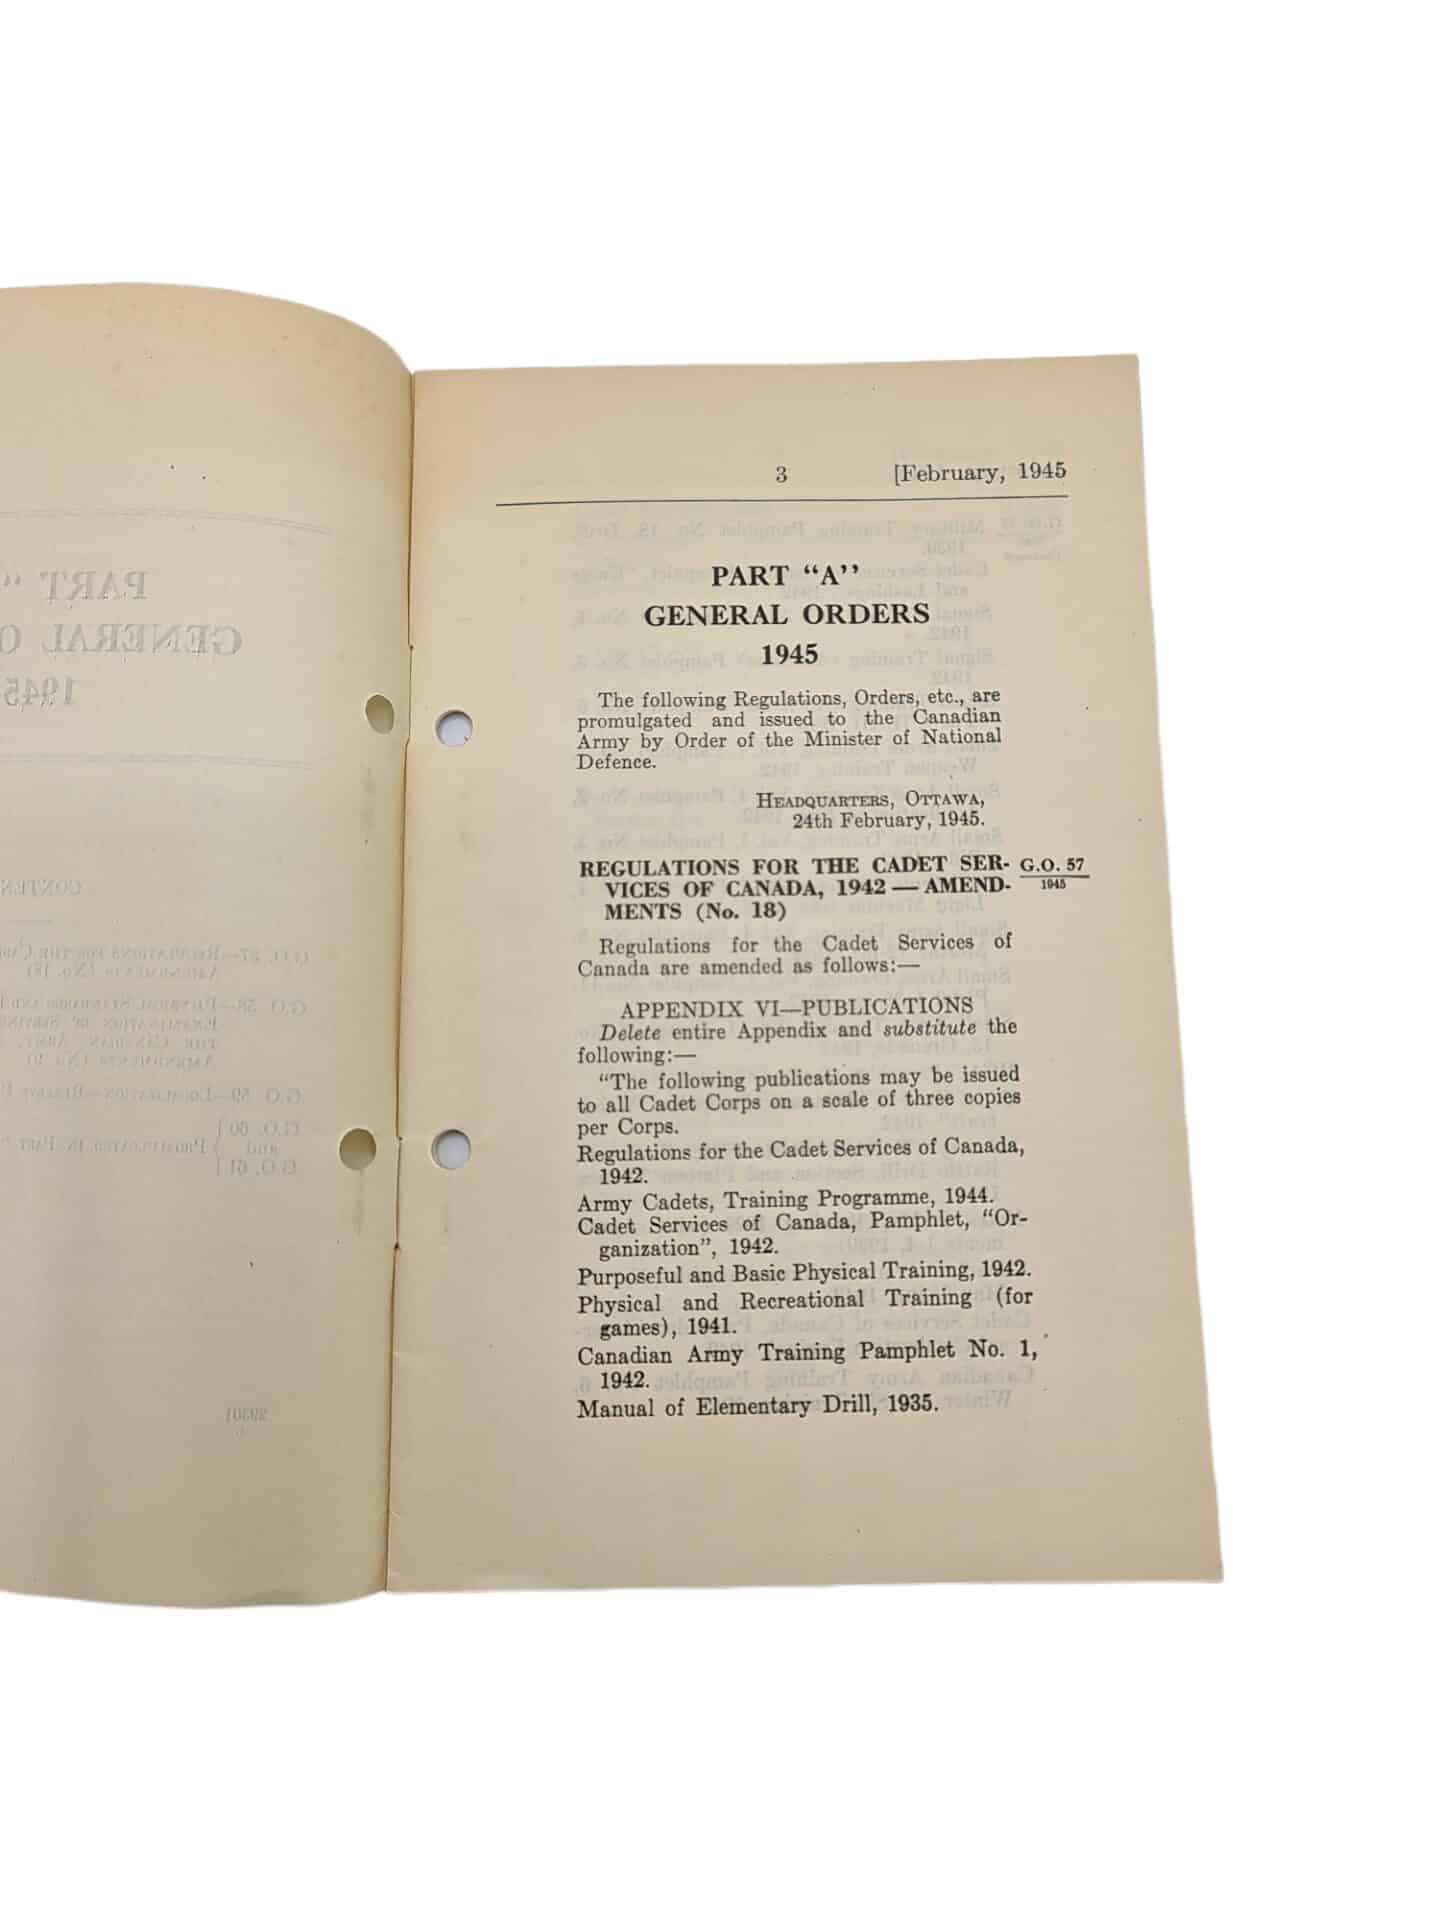 3 [February, 1945
PART “A”
GENERAL ORDERS
1945
The following Regulations, Orders, etc., are
promulgated and issued to the Canadian
Army by Order of the Minister of National
Defence.
HEADQUARTERS, OTTAWA,
24th February, 1945.
REGULATIONS FOR THE CADET SER- G.O. 57
VICES OF CANADA, 1942 — AMEND- 1945
MENTS (No. 18)
Regulations for the Cadet Services of
Canada are amended as follows:—
APPENDIX VI—PUBLICATIONS
Delete entire Appendix and substitute the
following:—
“The following publications may be issued
to all Cadet Corps on a scale of three copies
per Corps.
Regulations for the Cadet Services of Canada,
1942.
Army Cadets, Training Programme, 1944.
Cadet Services of Canada, Pamphlet, “Or-
ganization”, 1942.
Purposeful and Basic Physical Training, 1942.
Physical and Recreational Training (for
games), 1941.
Canadian Army Training Pamphlet No. 1,
1942.
Manual of Elementary Drill, 1935.